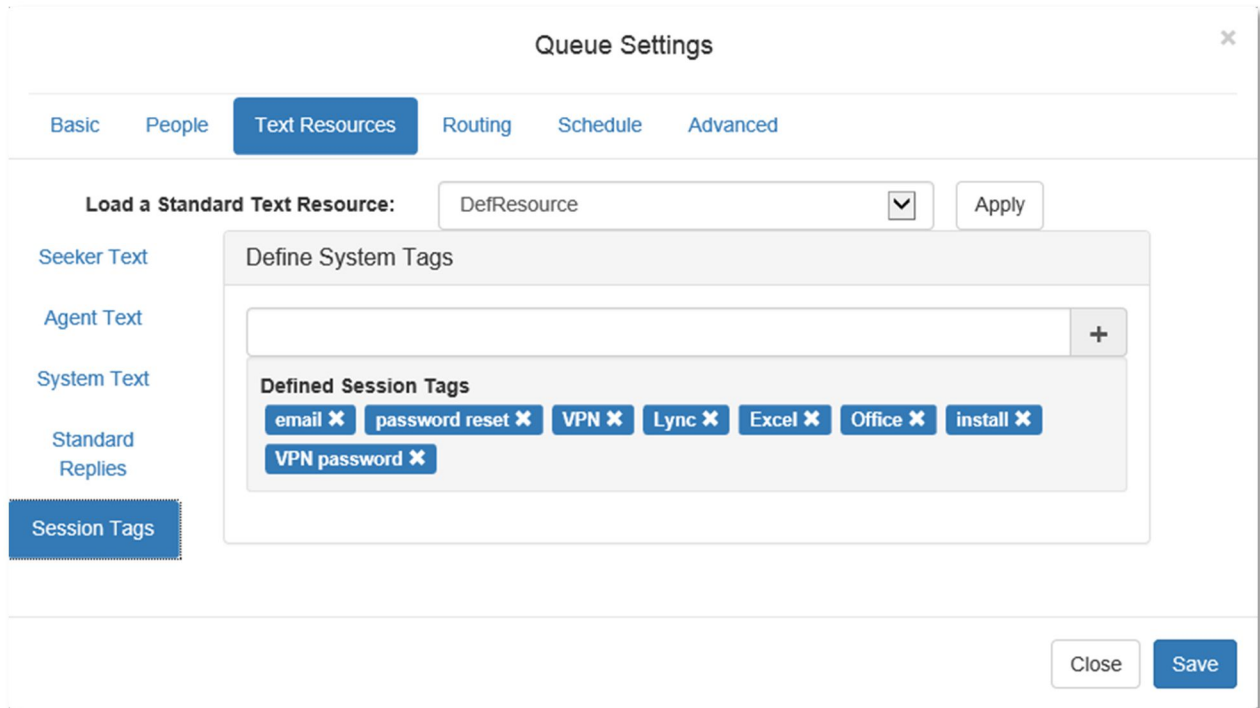 Queue Settings
Basic People Text Resources Routing Schedule Advanced
Load a Standard Text Resource: DefResource Apply
Seeker Text
Define System Tags
Agent Text
+
System Text
Defined Session Tags
email password reset VPN Lync Excel Office install
Standard
Replies
VPN password
Session Tags
Close Save